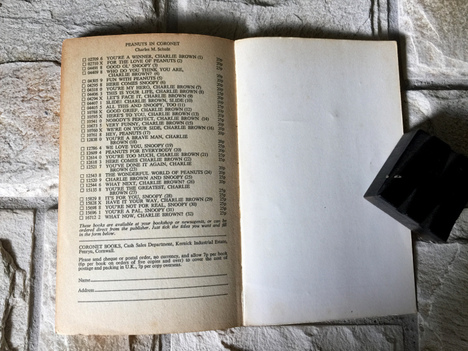 PEANUTS IN CORONET
Charles M. Schulz
YOU'RE A WINNER, CHARLIE BROWN (1)
FOR THE LOVE OF PEANUTS (2)
GOOD OL' SNOOPY (3)
WHO DO YOU THINK YOU ARE,
CHARLIE BROWN? (4)
FUN WITH PEANUTS (5)
HERE COMES SNOOPY (6)
YOU'RE MY HERO, CHARLIE BROWN (7)
THIS IS YOUR LIFE, CHARLIE BROWN (8)
LET'S FACE IT, CHARLIE BROWN (9)
SLIDE! CHARLIE BROWN, SLIDE (10)
ALL THIS AND SNOOPY, TOO
GOOD GRIEF, CHARLIE BROWN (12)
HERE'S TO YOU, CHARLIE BROWN (13)
NOBODY'S PERFECT, CHARLIE BROWN (14)
VERY FUNNY, CHARLIE BROWN (15)
WE'RE ON YOUR SIDE, CHARLIE BROWN (16)
HEY, PEANUTS (17)
YOU'RE A BRAVE MAN, CHARLIE
BROWN (18)
WE LOVE YOU, SNOOPY (19)
PEANUTS FOR EVERYBODY (20)
YOU'RE TOO MUCH, CHARLIE BROWN (21)
HERE COMES CHARLIE BROWN (22)
YOU'VE DONE IT AGAIN, CHARLIE
BROWN (23)
THE WONDERFUL WORLD OF PEANUTS (24)
CHARLIE BROWN AND SNOOPY (25)
WHAT NEXT, CHARLIE BROWN? (26)
YOU'RE THE GREATEST, CHARLIE
BROWN (27)
IT'S FOR YOU, SNOOPY (28)
HAVE IT YOUR WAY, CHARLIE BROWN (29)
YOU'RE NOT FOR REAL, SNOOPY (30)
YOU'RE A PAL, SNOOPY (31)
WHAT NOW, CHARLIE BROWN? (32)
These books are available at your bookshop or newsagent, or can be
ordered direct from the publisher. Just tick the titles you want and fill
in the form below.
CORONET BOOKS, Cash Sales Department, Kernick Industrial Estate,
Penryn, Cornwall.
Please send cheque or postal order, no currency, and allow 7p per book
(4p per book on orders of five copies and over) to cover the cost of
postage and packing in U.K., 7p per copy overseas.
Name
Address